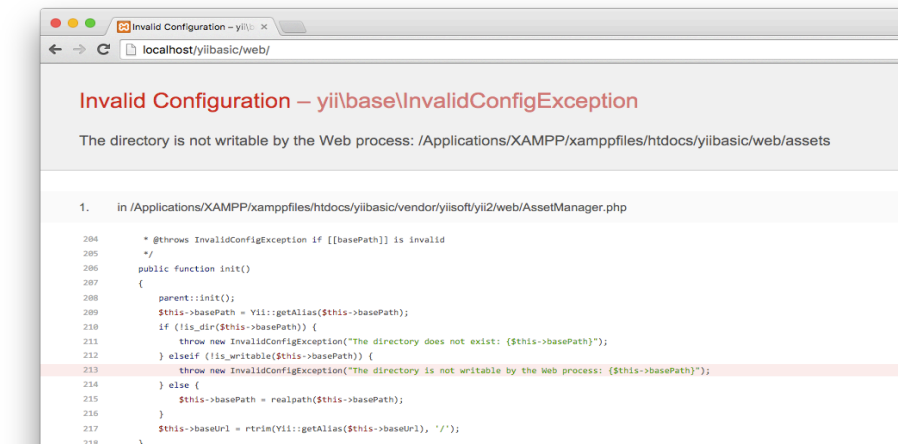 Invalid Configuration – yii\b
localhost/yiibasic/web/
Invalid Configuration – yii\base\InvalidConfigException
The directory is not writable by the Web process: /Applications/XAMPP/xamppfiles/htdocs/yiibasic/web/assets
1. in /Applications/XAMPP/xamppfiles/htdocs/yiibasic/vendor/yiisoft/yii2/web/AssetManager.php
204 * @throws InvalidConfigException if [[basePath]] is invalid
205 */
206 public function init()
207 {
208 parent::init();
209 $this->basePath = Yii::getAlias($this->basePath);
210 if (!is_dir($this->basePath)) {
211 throw new InvalidConfigException("The directory does not exist: {$this->basePath}");
212 } elseif (!is_writable($this->basePath)) {
213 throw new InvalidConfigException("The directory is not writable by the Web process: {$this->basePath}");
214 } else {
215 $this->basePath = realpath($this->basePath);
216 }
217 $this->baseUrl = rtrim(Yii::getAlias($this->baseUrl), '/');
218 }